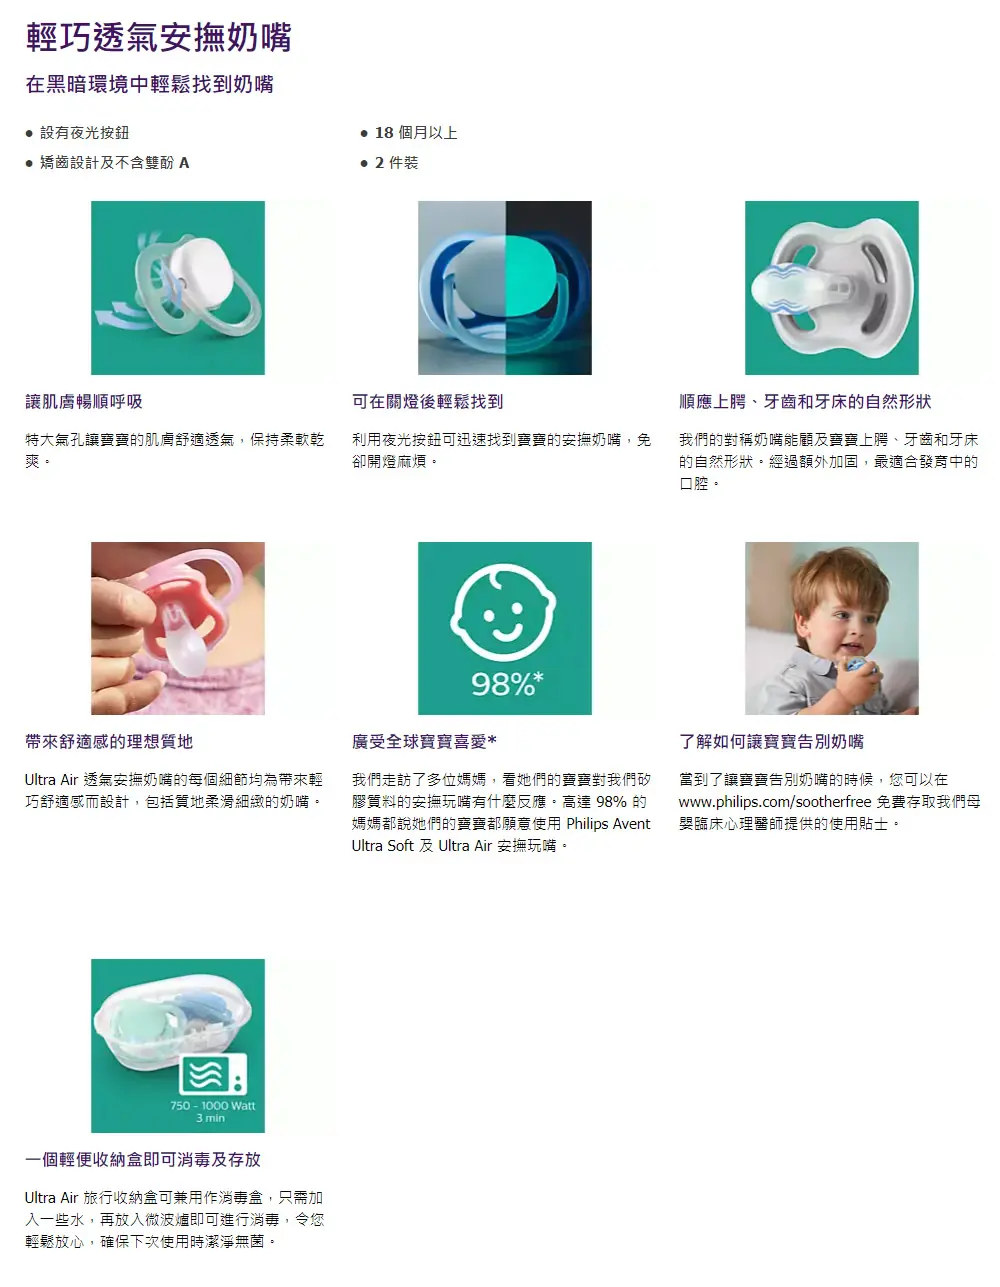 輕巧透氣安撫奶嘴
在黑暗環境中輕鬆找到奶嘴
• 設有夜光按鈕
• 矯齒設計及不含雙酚 A
• 18 個月以上
• 2 件裝
讓肌膚暢順呼吸
特大氣孔讓寶寶的肌膚舒適透氣，保持柔軟乾
爽。
可在關燈後輕鬆找到
利用夜光按鈕可迅速找到寶寶的安撫奶嘴，免
卻開燈麻煩。
順應上腭、牙齒和牙床的自然形狀
我們的對稱奶嘴能顧及寶寶上腭、牙齒和牙床
的自然形狀。經過額外加固，最適合發育中的
口腔。
帶來舒適感的理想質地
Ultra Air 透氣安撫奶嘴的每個細節均為帶來輕
巧舒適感而設計，包括質地柔滑細緻的奶嘴。
98%*
廣受全球寶寶喜愛*
我們走訪了多位媽媽，看她們的寶寶對我們矽
膠質料的安撫玩嘴有什麼反應。高達 98% 的
媽媽都說她們的寶寶都願意使用 Philips Avent
Ultra Soft 及 Ultra Air 安撫玩嘴。
了解如何讓寶寶告別奶嘴
當到了讓寶寶告別奶嘴的時候，您可以在
www.philips.com/sootherfree 免費存取我們母
嬰臨床心理醫師提供的使用貼士。
750 - 1000 Watt
3 min
一個輕便收納盒即可消毒及存放
Ultra Air 旅行收納盒可兼用作消毒盒，只需加
入一些水，再放入微波爐即可進行消毒，令您
輕鬆放心，確保下次使用時潔淨無菌。